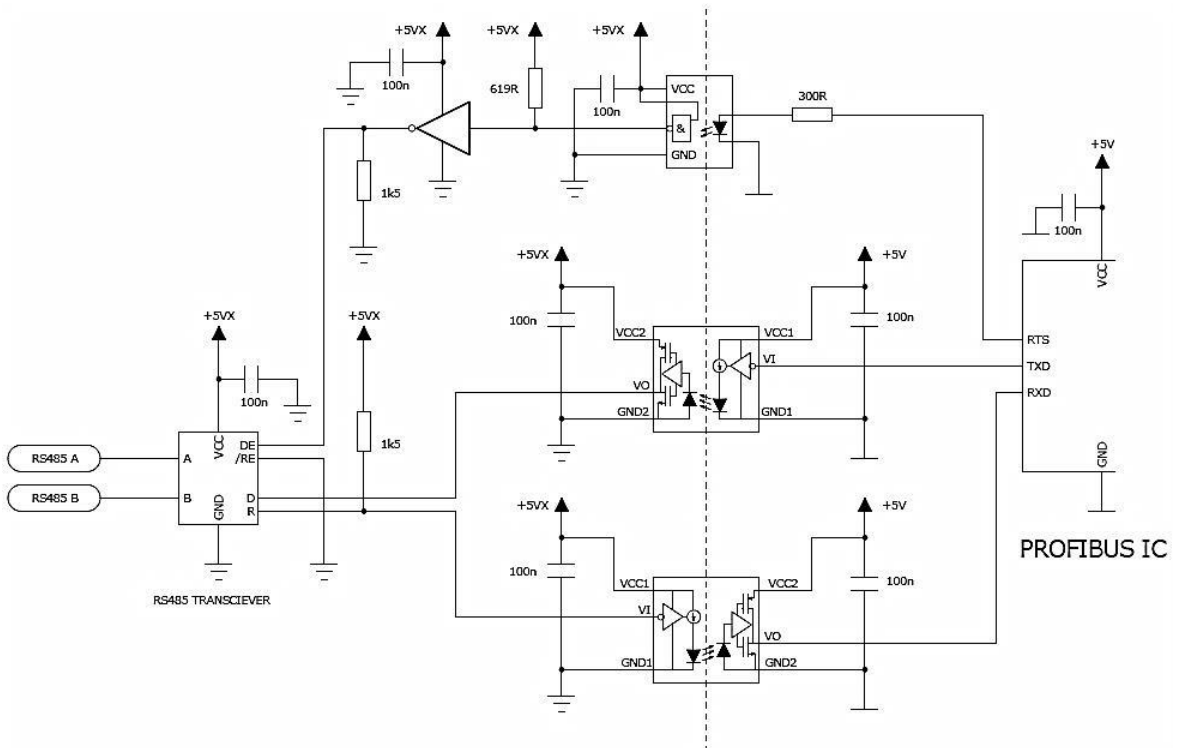 +5VX
+5VX
+5VX
100n
619R
100n
VCC
&
GND
300R
1k5
+5V
100n
VCC
+5VX
+5V
100n
VCC2
VCC1
100n
VO
VI
GND2
GND1
RTS
TXD
RXD
GND
+5VX
+5VX
100n
1k5
RS485 A
RS485 B
A
B
VCC
GND
DE
/RE
D
R
RS485 TRANSCIEVER
+5VX
+5V
100n
VCC1
VCC2
100n
VI
VO
GND1
GND2
PROFIBUS IC